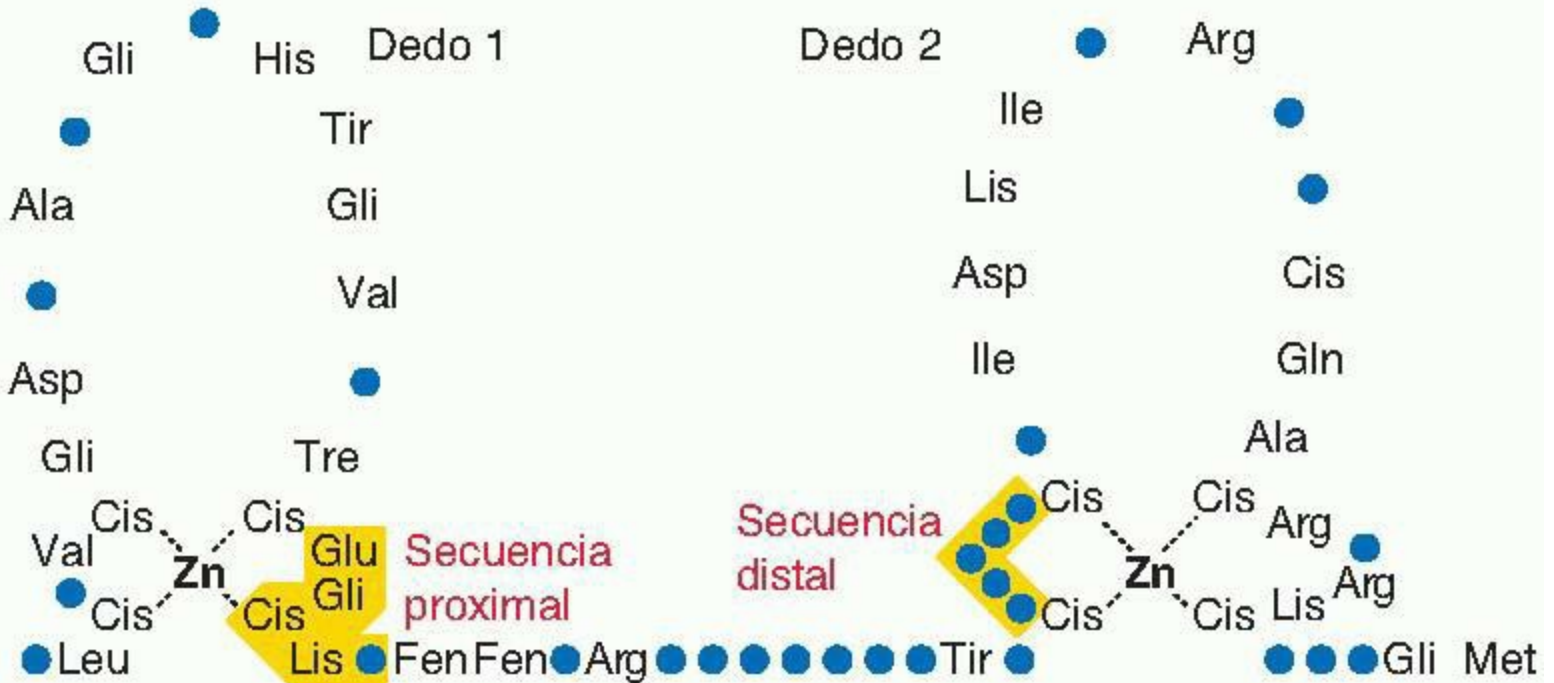 Gli His Dedo 1 Dedo 2 Arg
Tir Ile
Ala Gli Lis
Val Asp Cis
Asp Ile Gln
Gli Tre Ala
Cis Cis Cis Cis
Val Glu Secuencia proximal Secuencia distal Arg
Zn Zn
Gli Arg
Cis Cis Cis Cis Lis
Leu Lis Fen Fen Arg Tir Gli Met